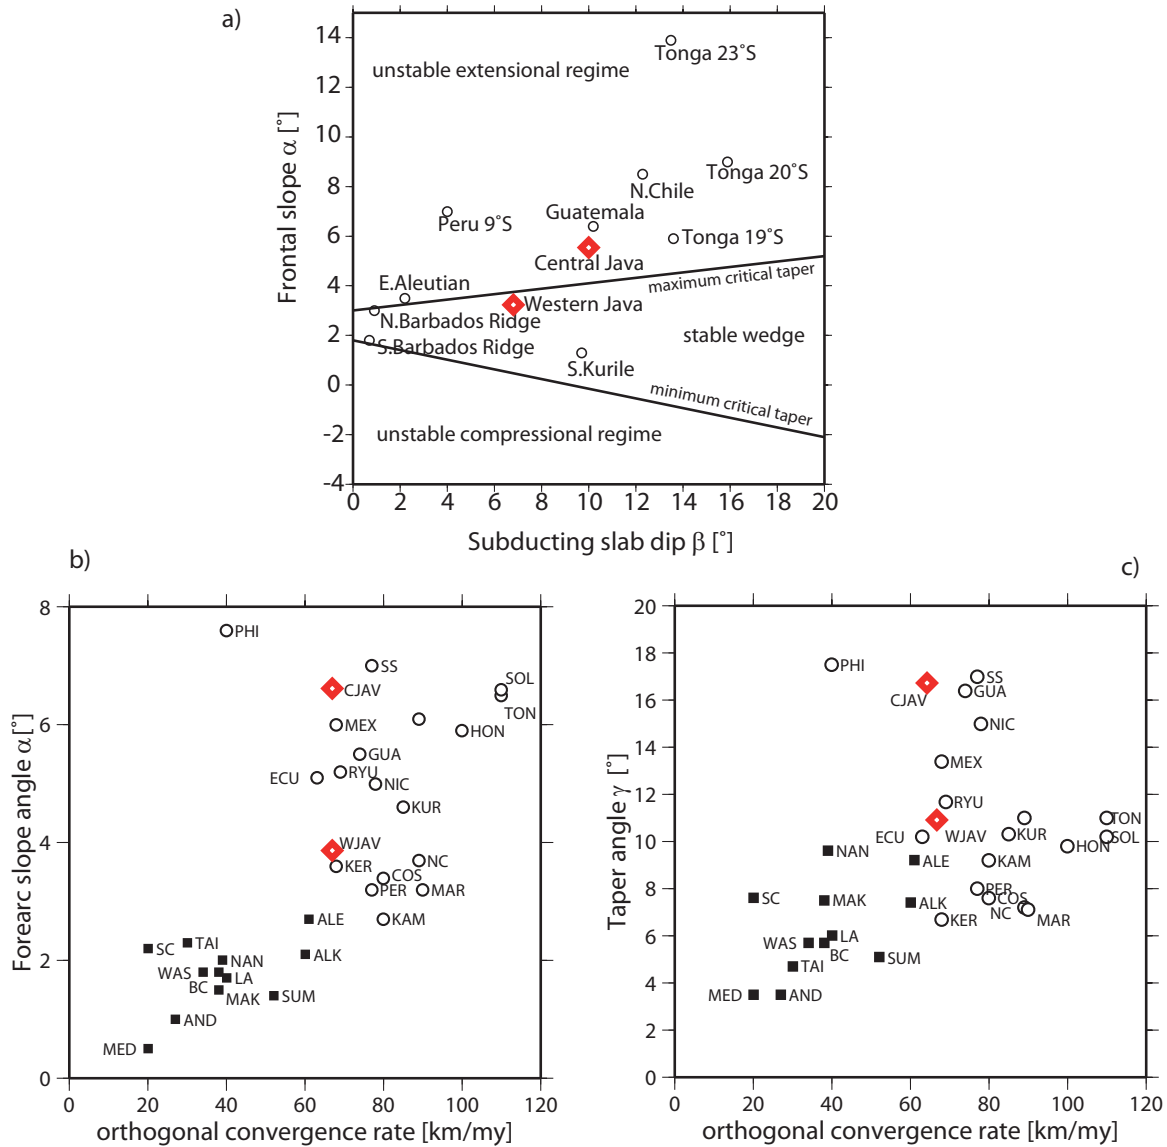 a)
14
12
10
8
6
4
2
0
-2
-4
Frontal slope α [°]
unstable extensional regime
Tonga 23°S
Tonga 20°S
N.Chile
Guatemala
Peru 9°S
Tonga 19°S
Central Java
E.Aleutian
maximum critical taper
Western Java
N.Barbados Ridge
stable wedge
S.Barbados Ridge
S.Kurile
minimum critical taper
unstable compressional regime
0 2 4 6 8 10 12 14 16 18 20
Subducting slab dip β [°]
b)
8
6
4
2
0
Forearc slope angle α[°]
PHI
SS
SOL
CJAV
TON
MEX
HON
GUA
RYU
ECU
NIC
KUR
WJAV
KER
NC
COS
PER
MAR
ALE
KAM
TAI
SC
ALK
NAN
WAS
LA
BC
MAK
SUM
AND
MED
0 20 40 60 80 100 120
orthogonal convergence rate [km/my]
c)
20
18
16
14
12
10
8
6
4
2
0
Taper angle γ [°]
PHI
SS
GUA
CJAV
NIC
MEX
RYU
TON
ECU
WJAV
KUR
SOL
HON
NAN
ALE
KAM
PER
SC
MAK
ALK
COS
NC
MAR
KER
LA
WAS
BC
SUM
TAI
MED
AND
0 20 40 60 80 100 120
orthogonal convergence rate [km/my]